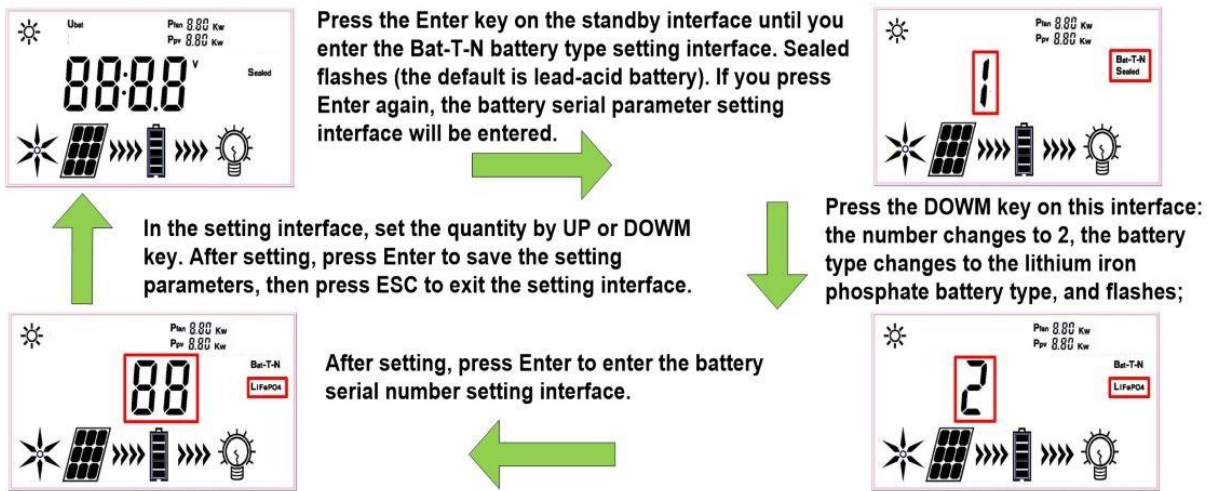 Ubat
Pfan 8.80 Kw
Ppv 8.80 Kw
88:8.8 V
Sealed
Press the Enter key on the standby interface until you
enter the Bat-T-N battery type setting interface. Sealed
flashes (the default is lead-acid battery). If you press
Enter again, the battery serial parameter setting
interface will be entered.
Pfan 8.80 Kw
Ppv 8.80 Kw
Bat-T-N
Sealed
1
Press the DOWM key on this interface:
the number changes to 2, the battery
type changes to the lithium iron
phosphate battery type, and flashes;
Pfan 8.80 Kw
Ppv 8.80 Kw
Bat-T-N
LiFePO4
2
After setting, press Enter to enter the battery
serial number setting interface.
Pfan 8.80 Kw
Ppv 8.80 Kw
Bat-T-N
LiFePO4
88
In the setting interface, set the quantity by UP or DOWM
key. After setting, press Enter to save the setting
parameters, then press ESC to exit the setting interface.